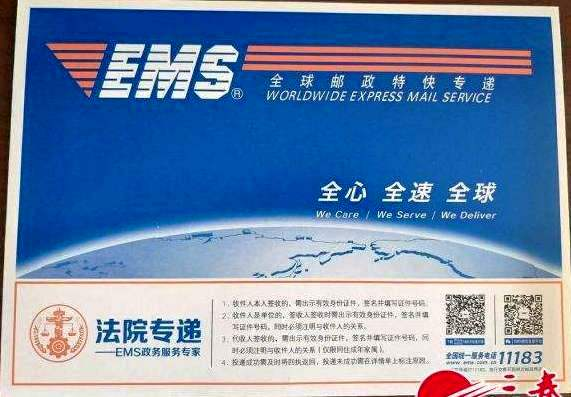 EMS®
全球邮政特快专递
WORLDWIDE EXPRESS MAIL SERVICE
全心 全速 全球
We Care / We Serve / We Deliver
法院专递
——EMS政务服务专家
1、收件人本人签收的，需出示有效身份证件，签名并填写证件号码。
2、收件人是单位的，签收人签收时需出示有效身份证件，签名并填
写证件号码，同时必须注明与收件人的关系。
3、代收人签收的，需出示有效身份证件，签名并填写证件号码，同
时必须注明与收件人的关系（仅限同住成年家属）。
4、投递成功需及时将回执返回，投递未成功需在详情单上标注原因。
全国统一服务电话 11183
www.ems.com.cn